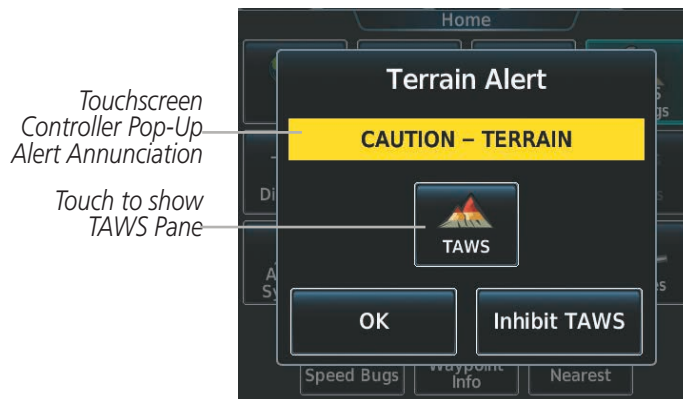 Home
Terrain Alert
Touchscreen
Controller Pop-Up
Alert Annunciation
CAUTION – TERRAIN
Touch to show
TAWS Pane
TAWS
OK
Inhibit TAWS
Speed Bugs
Waypoint
Info
Nearest